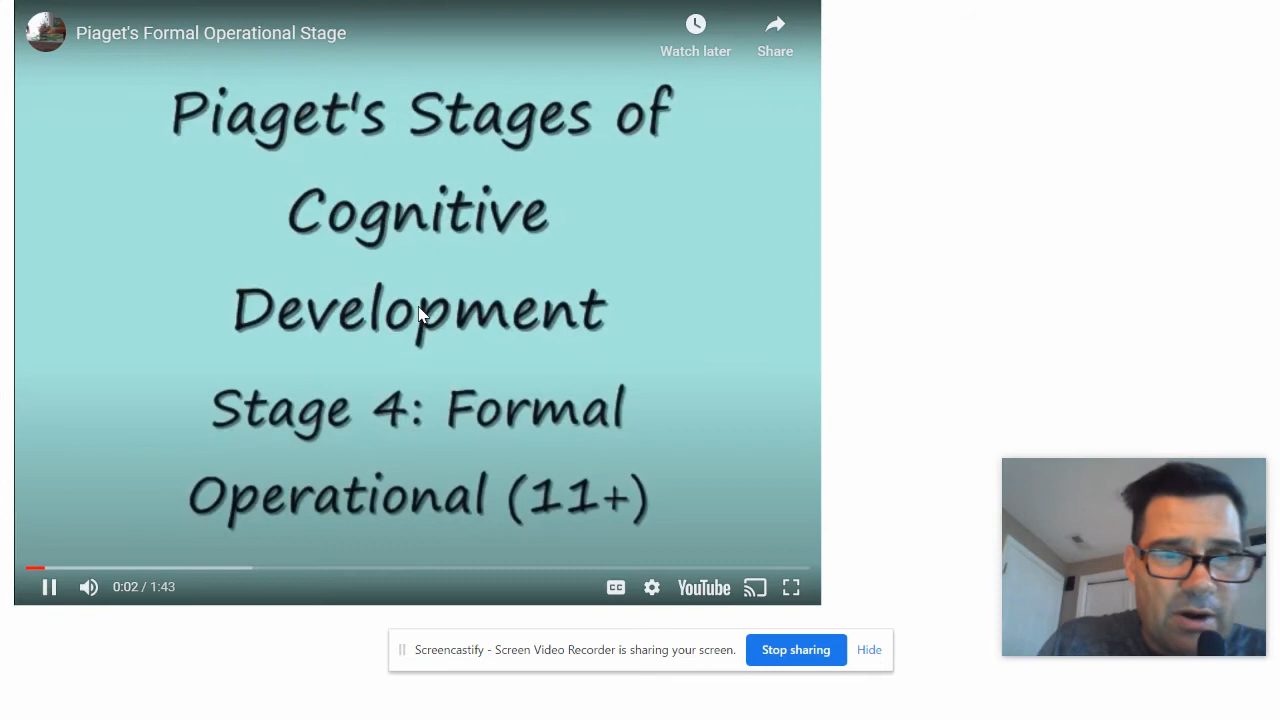 Piaget's Formal Operational Stage
Watch later
Share
Piaget's Stages of
Cognitive
Development
Stage 4: Formal
Operational (11+)
0:02 / 1:43
CC
YouTube
Screencastify - Screen Video Recorder is sharing your screen.
Stop sharing
Hide